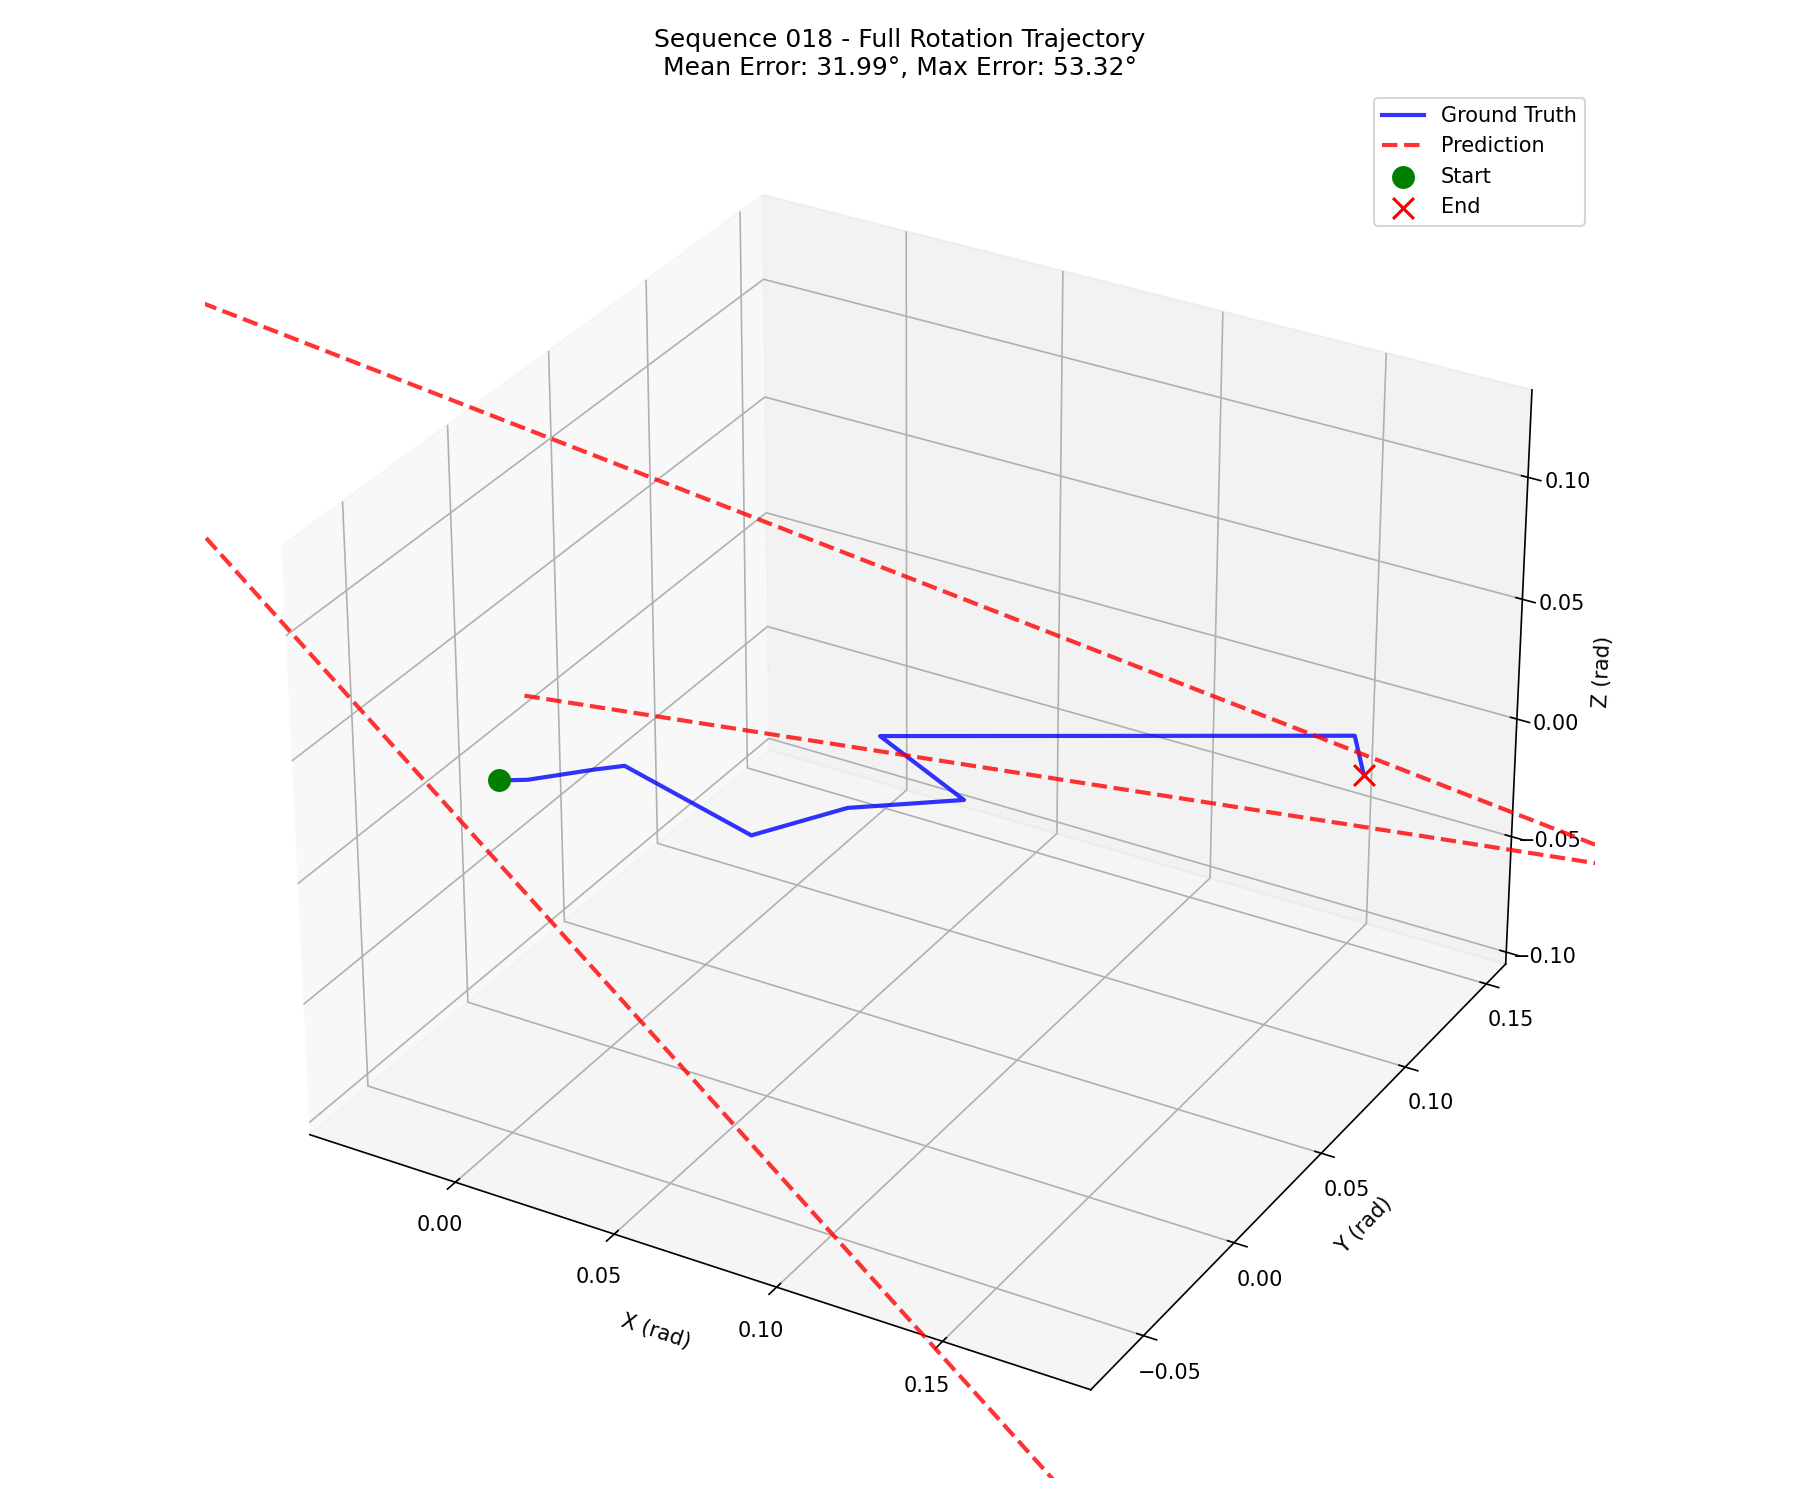 Sequence 018 - Full Rotation Trajectory
Mean Error: 31.99°, Max Error: 53.32°
Ground Truth
Prediction
Start
End
0.10
0.05
0.00
−0.05
−0.10
Z (rad)
0.15
0.10
0.05
0.00
−0.05
Y (rad)
0.00
0.05
0.10
0.15
X (rad)